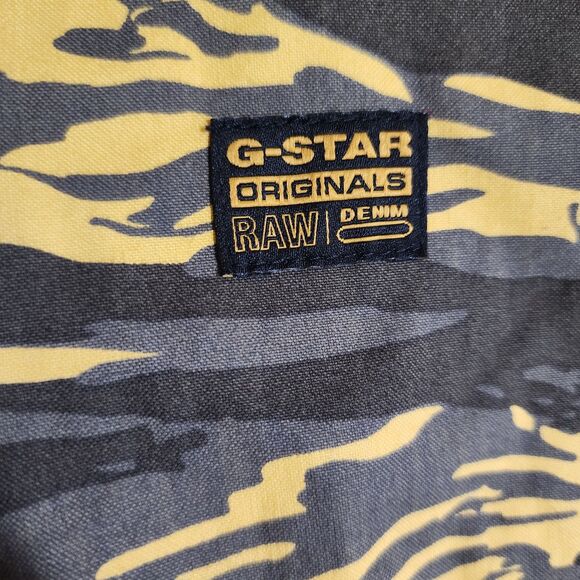 G-STAR
ORIGINALS
RAW | DENIM